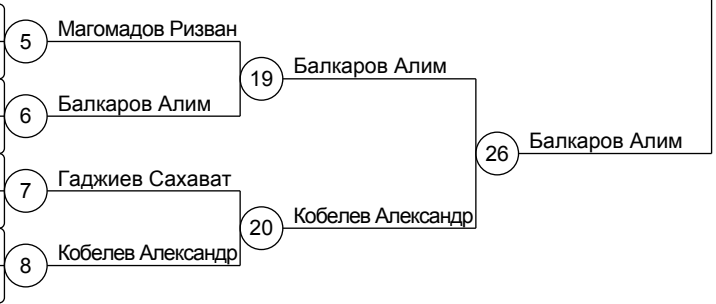 5 Магомадов Ризван
19 Балкаров Алим
6 Балкаров Алим
26 Балкаров Алим
7 Гаджиев Сахават
20 Кобелев Александр
8 Кобелев Александр